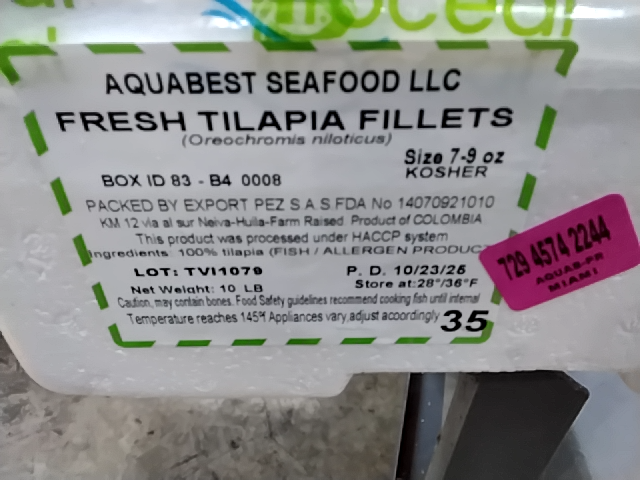 ocean
AQUABEST SEAFOOD LLC
FRESH TILAPIA FILLETS
(Oreochromis niloticus)
Size 7-9 oz
KOSHER
BOX ID 83 - B4 0008
PACKED BY EXPORT PEZ S.A.S.FDA No 14070921010
KM 12 via al sur Neiva-Huila-Farm Raised. Product of COLOMBIA
This product was processed under HACCP system
Ingredients: 100% tilapia (FISH / ALLERGEN PRODUC
LOT: TVI1079 P. D. 10/23/25
Net Weight: 10 LB Store at:28°/36°F
Caution, may contain bones. Food Safety guidelines recommend cooking fish until internal
Temperature reaches 145°f Appliances vary,adjust accordingly 35
729 4574 2244
AQUAB-PR
MIAMI